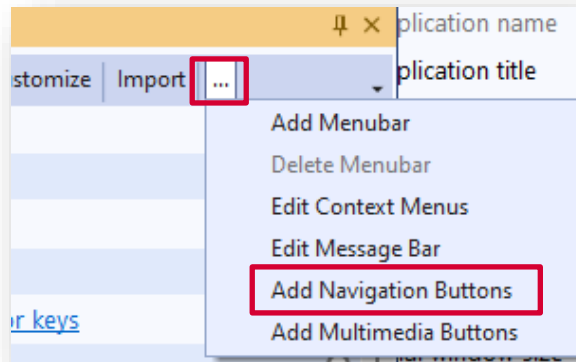 plication name
stomize Import ...
plication title
Add Menubar
Delete Menubar
Edit Context Menus
Edit Message Bar
Add Navigation Buttons
or keys
Add Multimedia Buttons